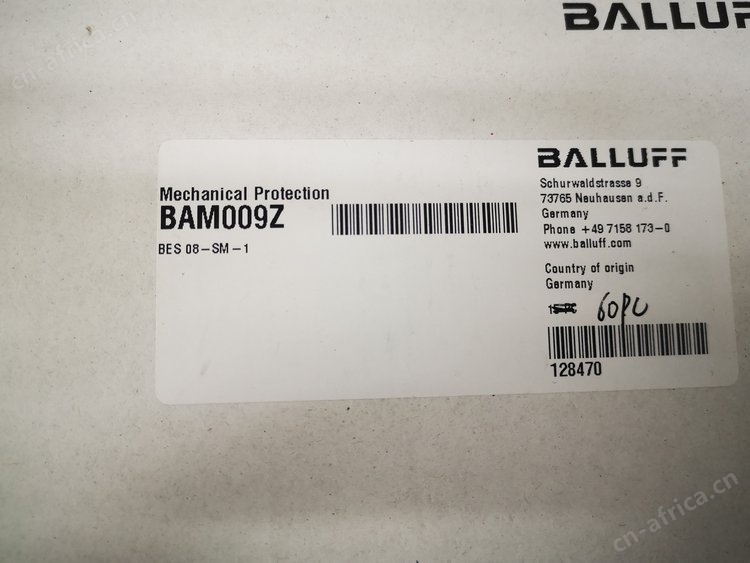 BALLUFF
Mechanical Protection
BAM009Z
BES 08-SM-1
BALLUFF
Schurwaldstrasse 9
73765 Neuhausen a.d.F.
Germany
Phone +49 7158 173-0
www.balluff.com
Country of origin
Germany
60PC
128470
cn-africa.cn
cn-africa.cn